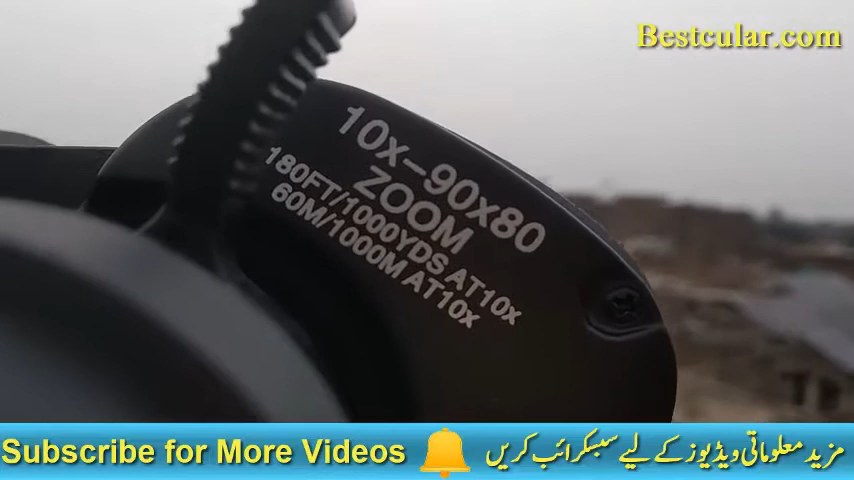 Bestcular.com
10x-90x80
ZOOM
180FT/1000YDS AT10x
60M/1000M AT10x
Subscribe for More Videos
مزید معلوماتی ویڈیوز کے لیے سبسکرائب کریں